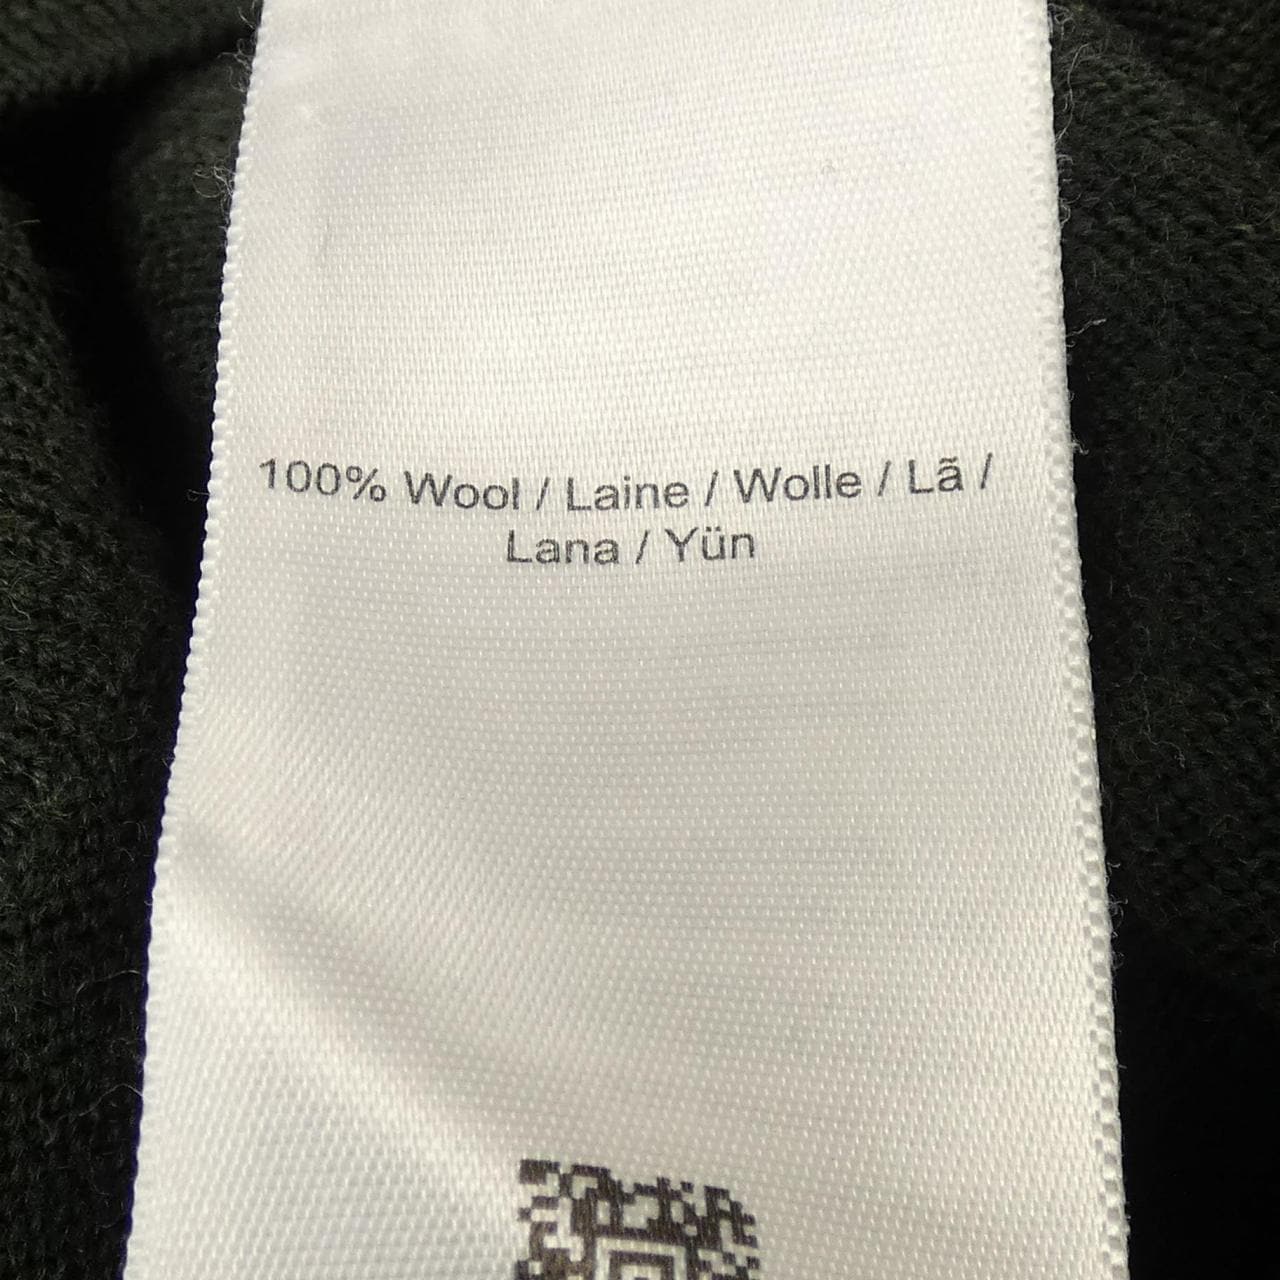 100% Wool / Laine / Wolle / Lã /
Lana / Yün